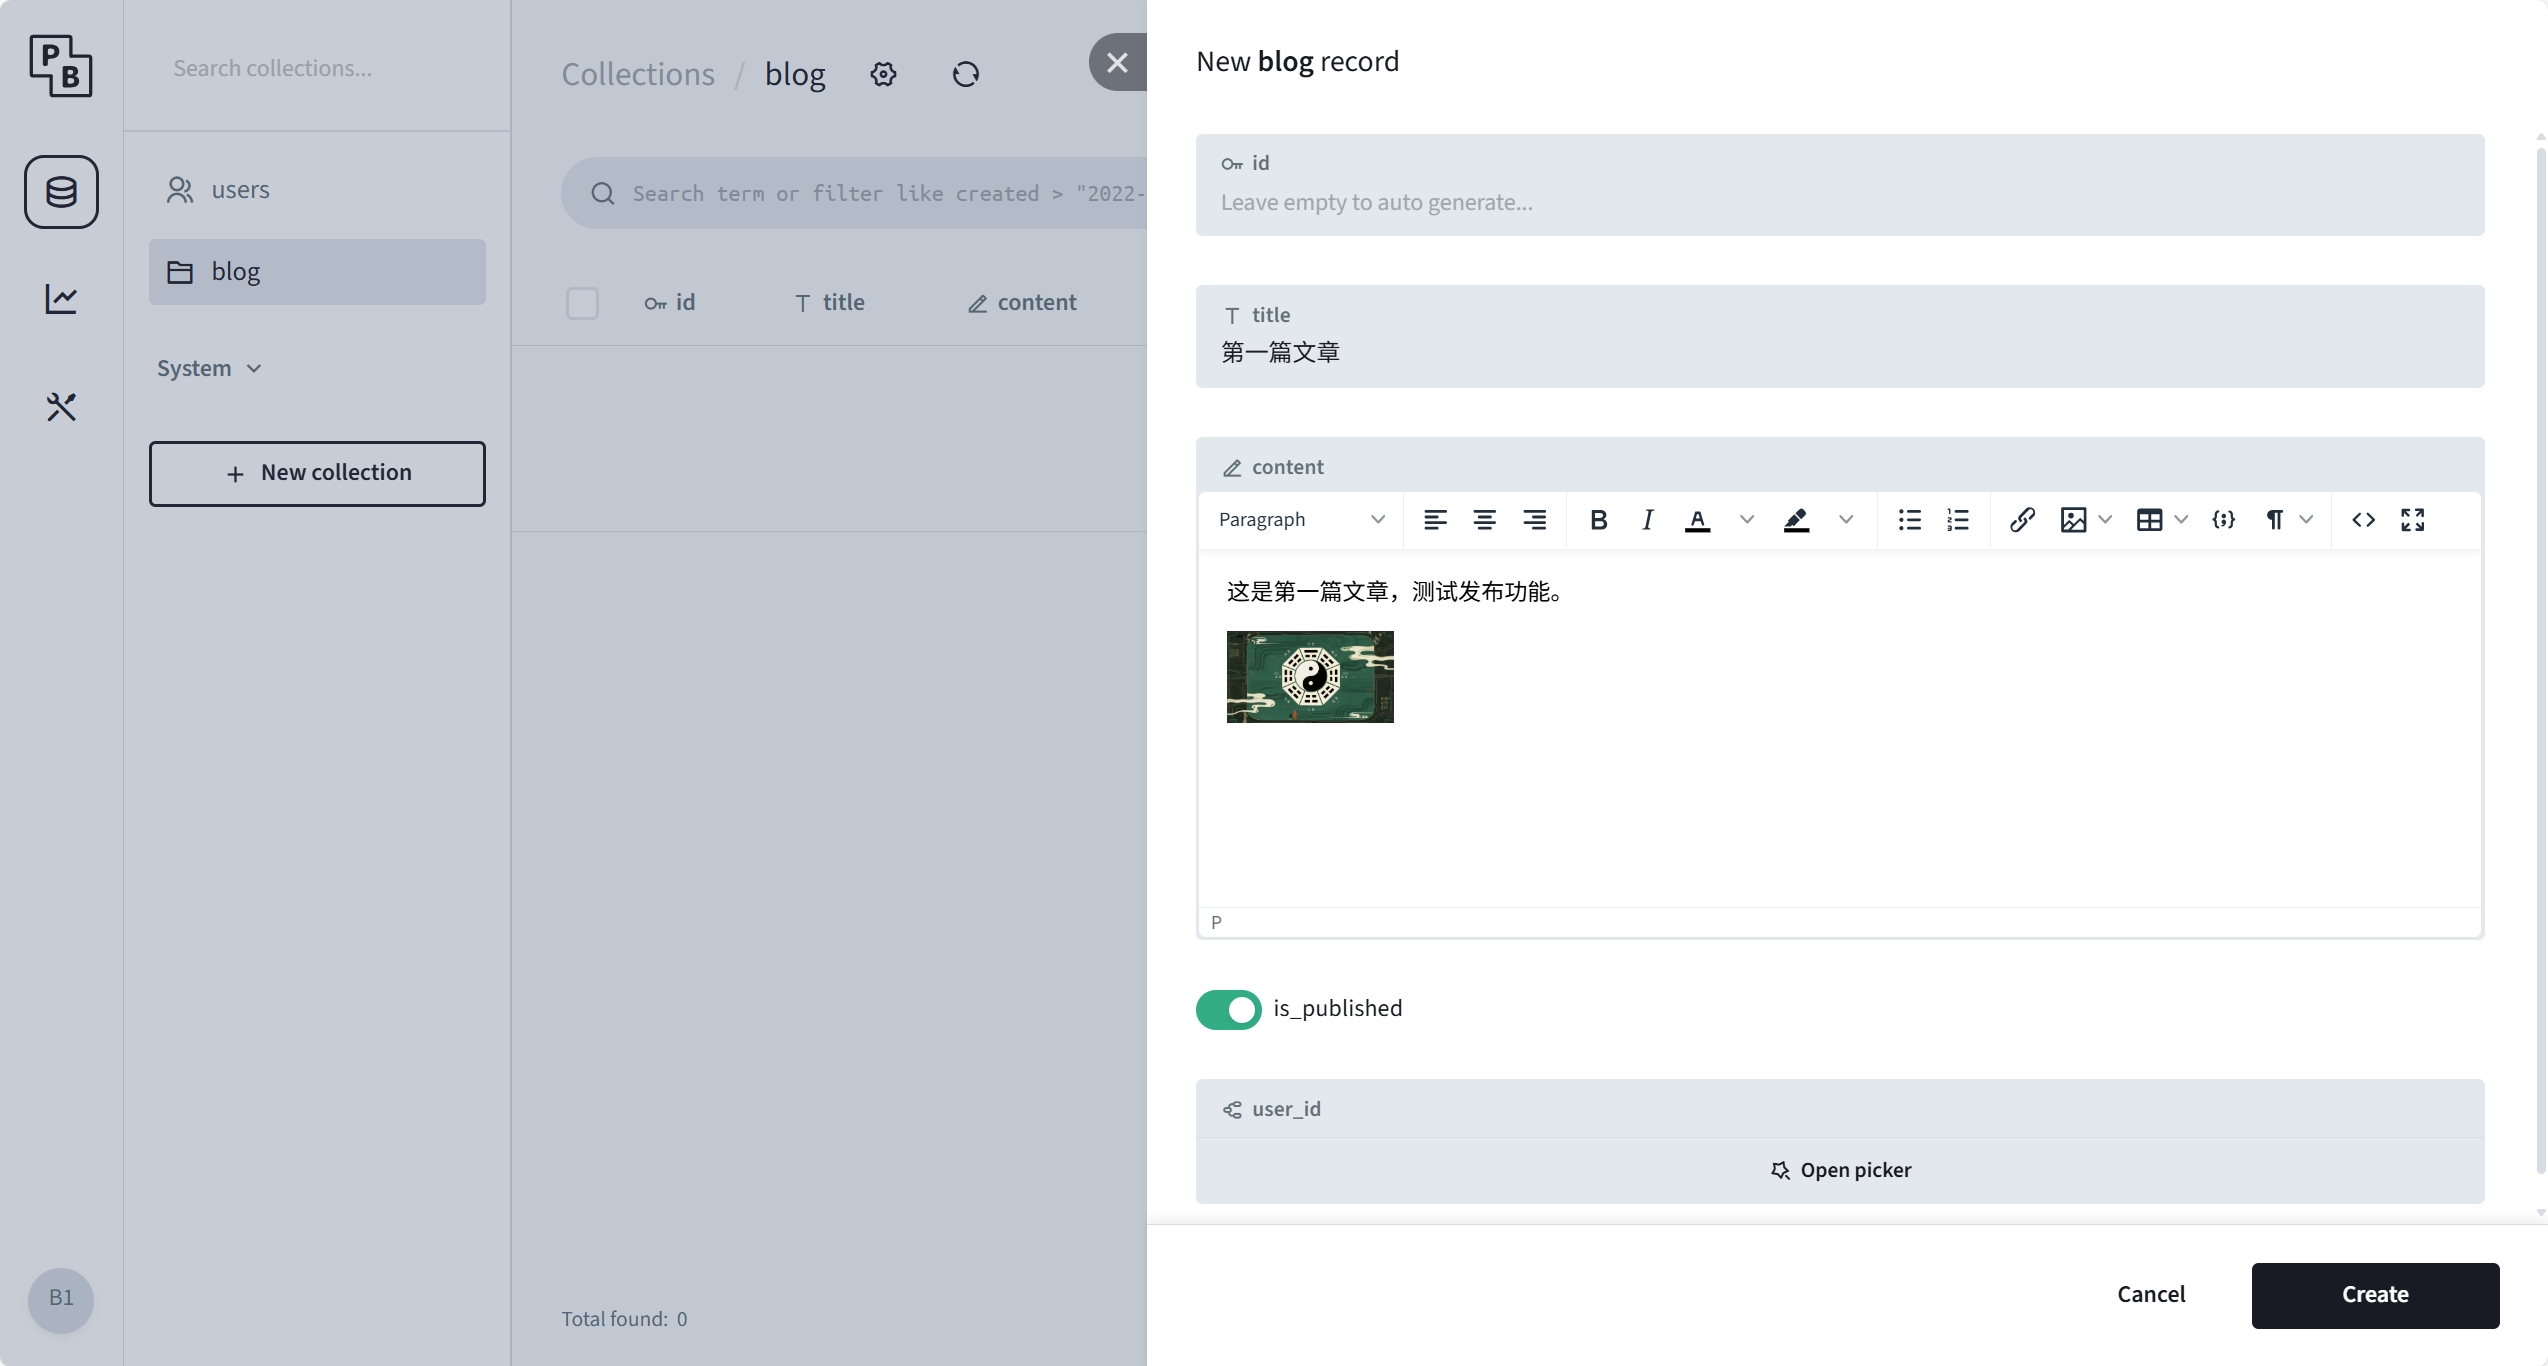 P
B
Search collections...
users
blog
System
New collection
B1
Collections / blog
Search term or filter like created > "2022-
id
title
content
Total found: 0
New blog record
id
Leave empty to auto generate...
title
第一篇文章
content
Paragraph
B
I
A
这是第一篇文章，测试发布功能。
P
is_published
user_id
Open picker
Cancel
Create